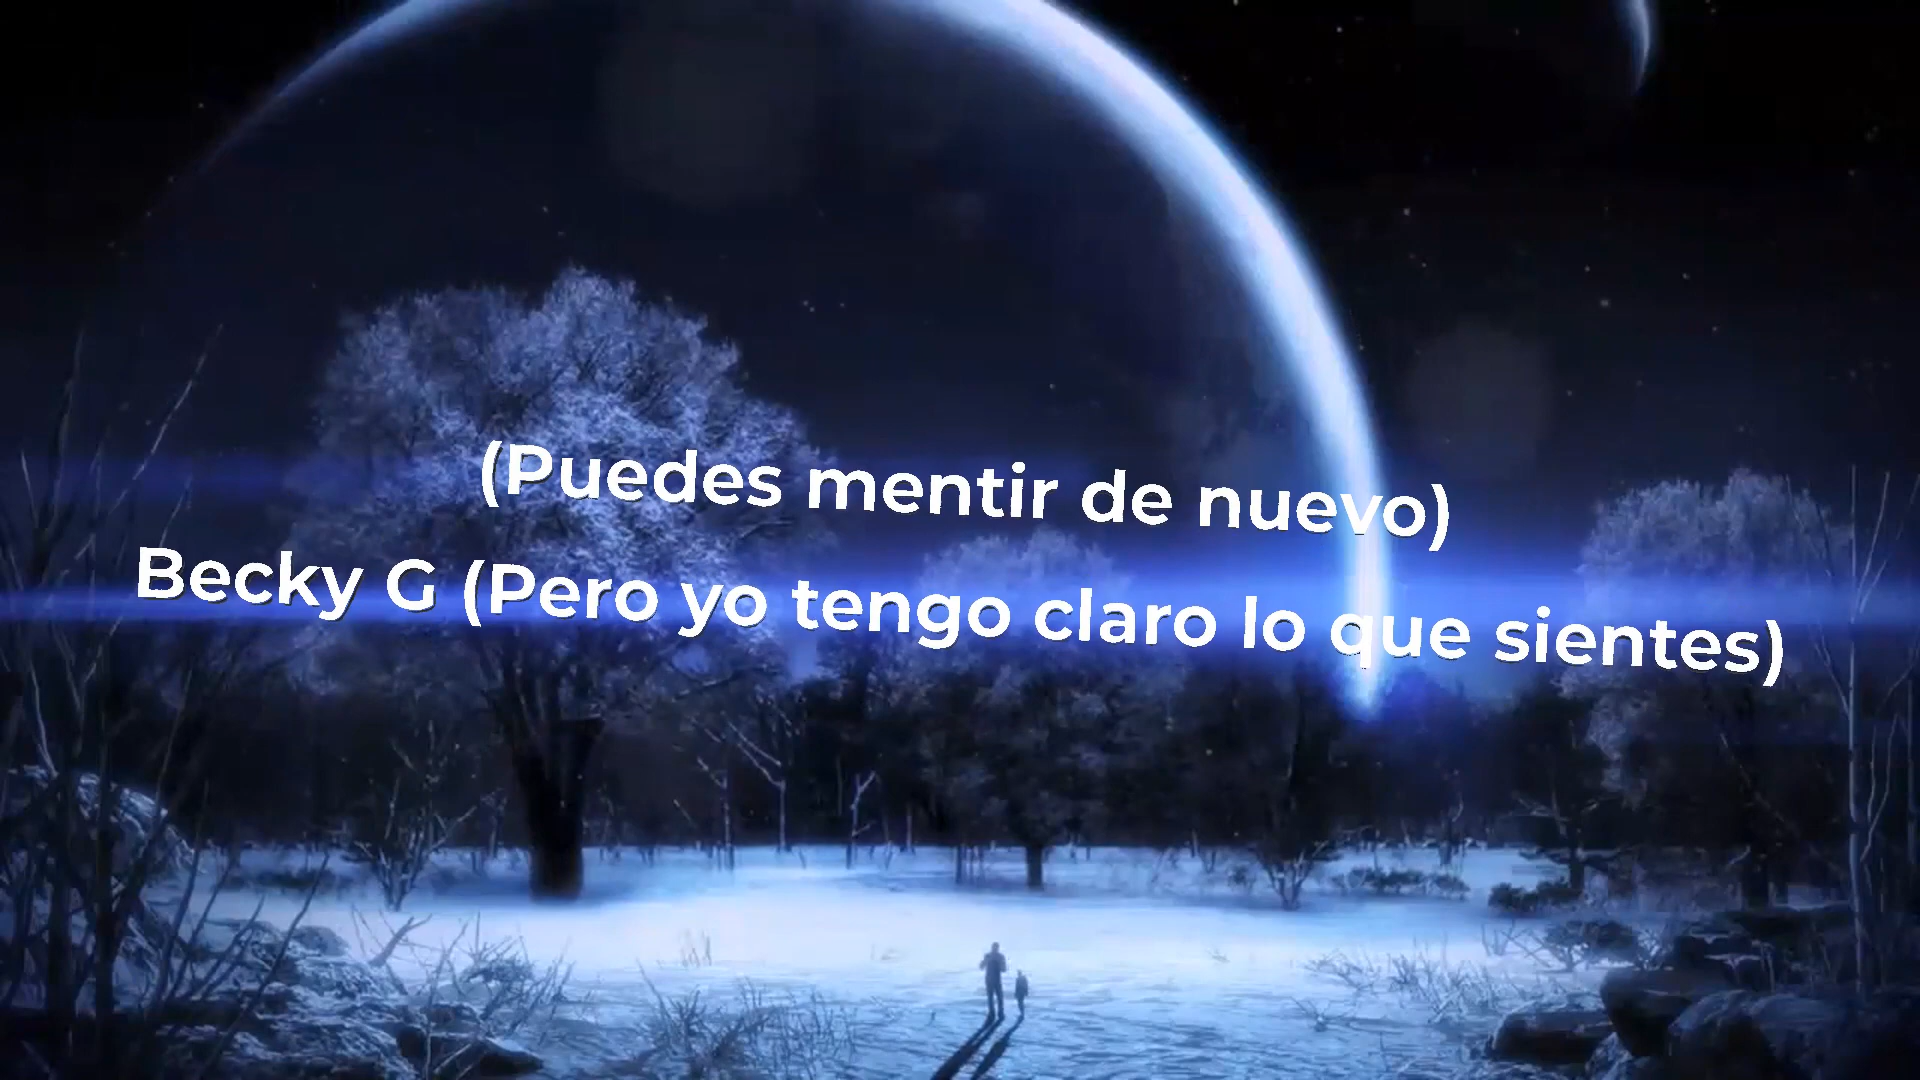 (Puedes mentir de nuevo)
Becky G (Pero yo tengo claro lo que sientes)